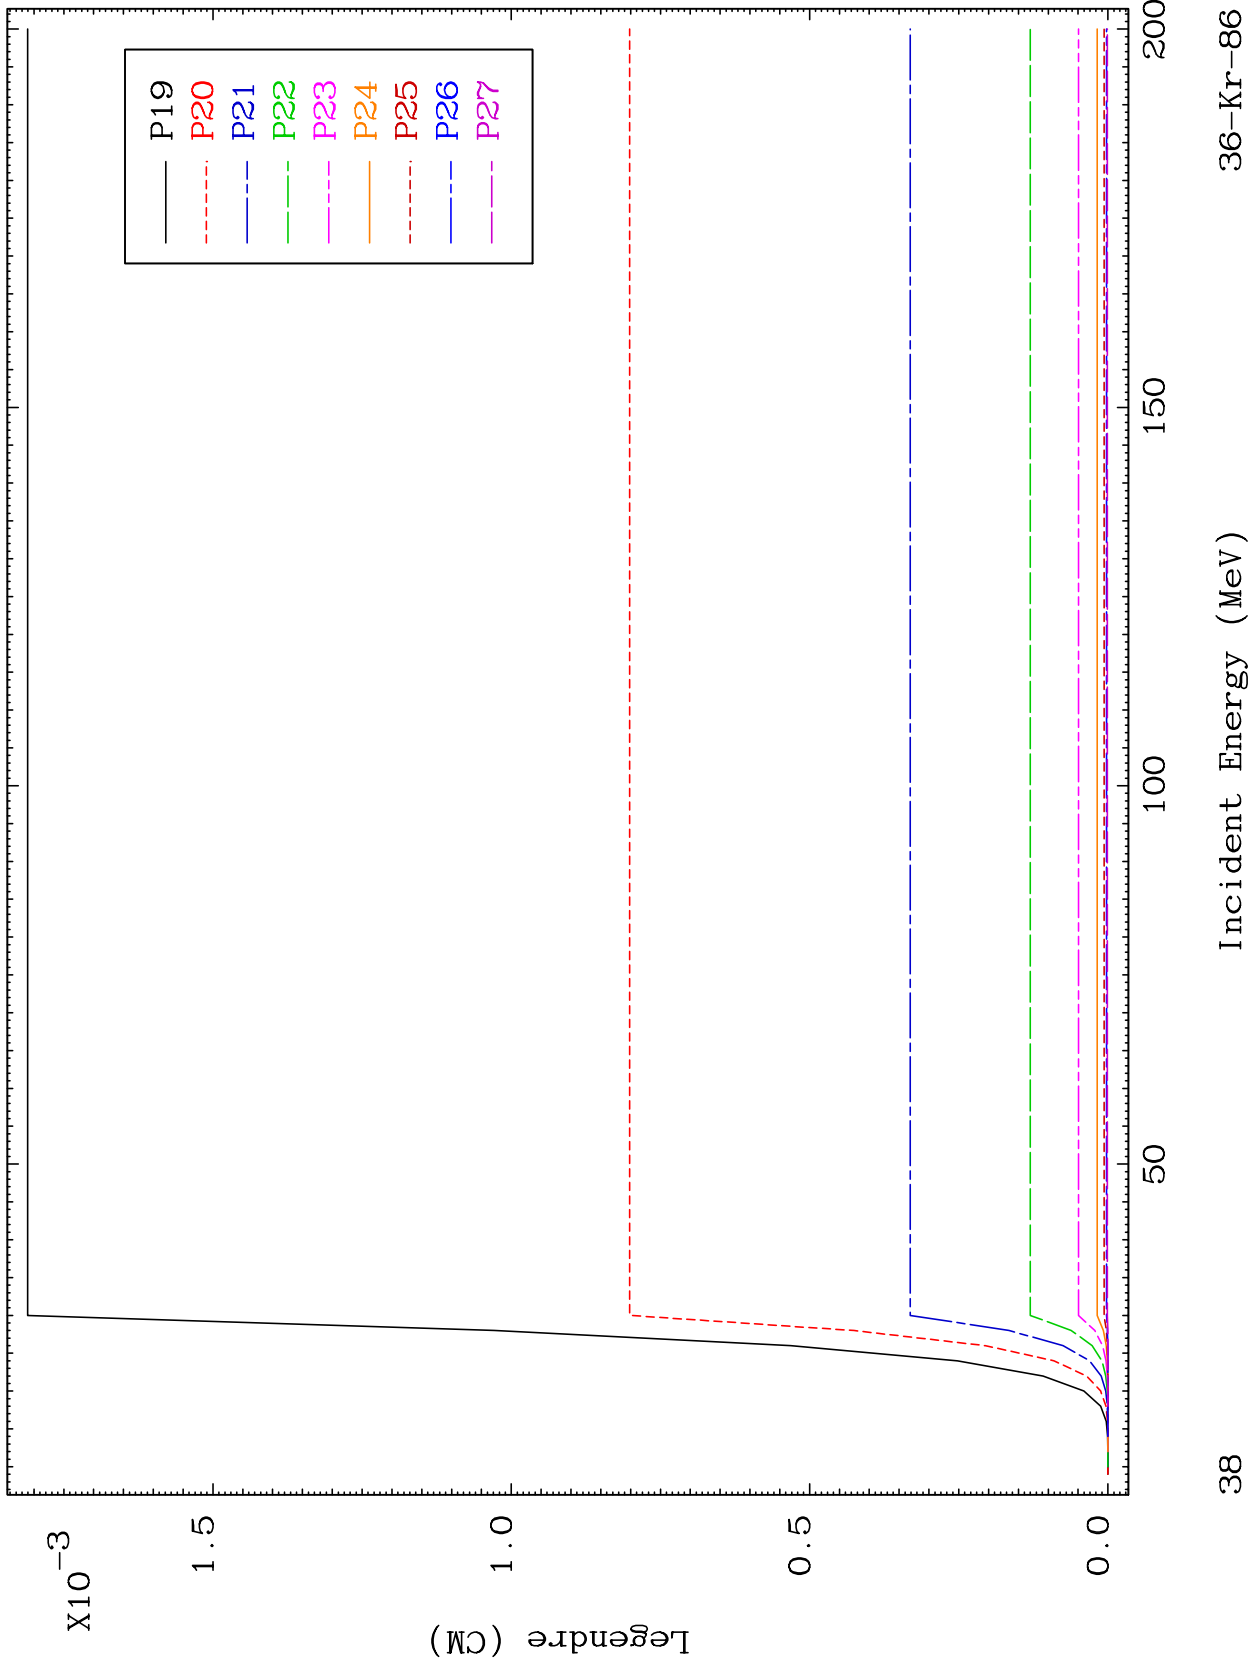 X10-3
1.5
1.0
0.5
0.0
Legendre (CM)
P19
P20
P21
P22
P23
P24
P25
P26
P27
50
100
150
200
Incident Energy (MeV)
38
36-Kr-86